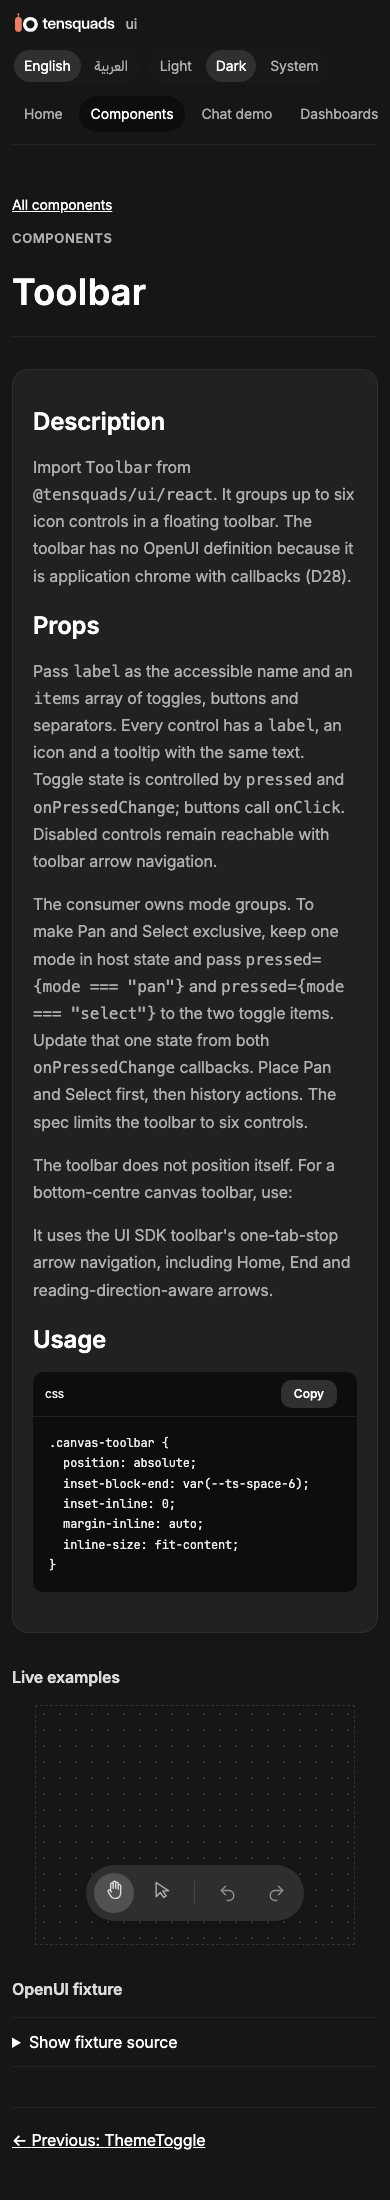 tensquads ui
English العربية Light Dark System
Home Components Chat demo Dashboards
All components
COMPONENTS
Toolbar
Description
Import Toolbar from
@tensquads/ui/react. It groups up to six
icon controls in a floating toolbar. The
toolbar has no OpenUI definition because it
is application chrome with callbacks (D28).
Props
Pass label as the accessible name and an
items array of toggles, buttons and
separators. Every control has a label, an
icon and a tooltip with the same text.
Toggle state is controlled by pressed and
onPressedChange; buttons call onClick.
Disabled controls remain reachable with
toolbar arrow navigation.
The consumer owns mode groups. To
make Pan and Select exclusive, keep one
mode in host state and pass pressed=
{mode === "pan"} and pressed={mode
=== "select"} to the two toggle items.
Update that one state from both
onPressedChange callbacks. Place Pan
and Select first, then history actions. The
spec limits the toolbar to six controls.
The toolbar does not position itself. For a
bottom-centre canvas toolbar, use:
It uses the UI SDK toolbar's one-tab-stop
arrow navigation, including Home, End and
reading-direction-aware arrows.
Usage
css Copy
.canvas-toolbar {
  position: absolute;
  inset-block-end: var(--ts-space-6);
  inset-inline: 0;
  margin-inline: auto;
  inline-size: fit-content;
}
Live examples
OpenUI fixture
▶ Show fixture source
← Previous: ThemeToggle